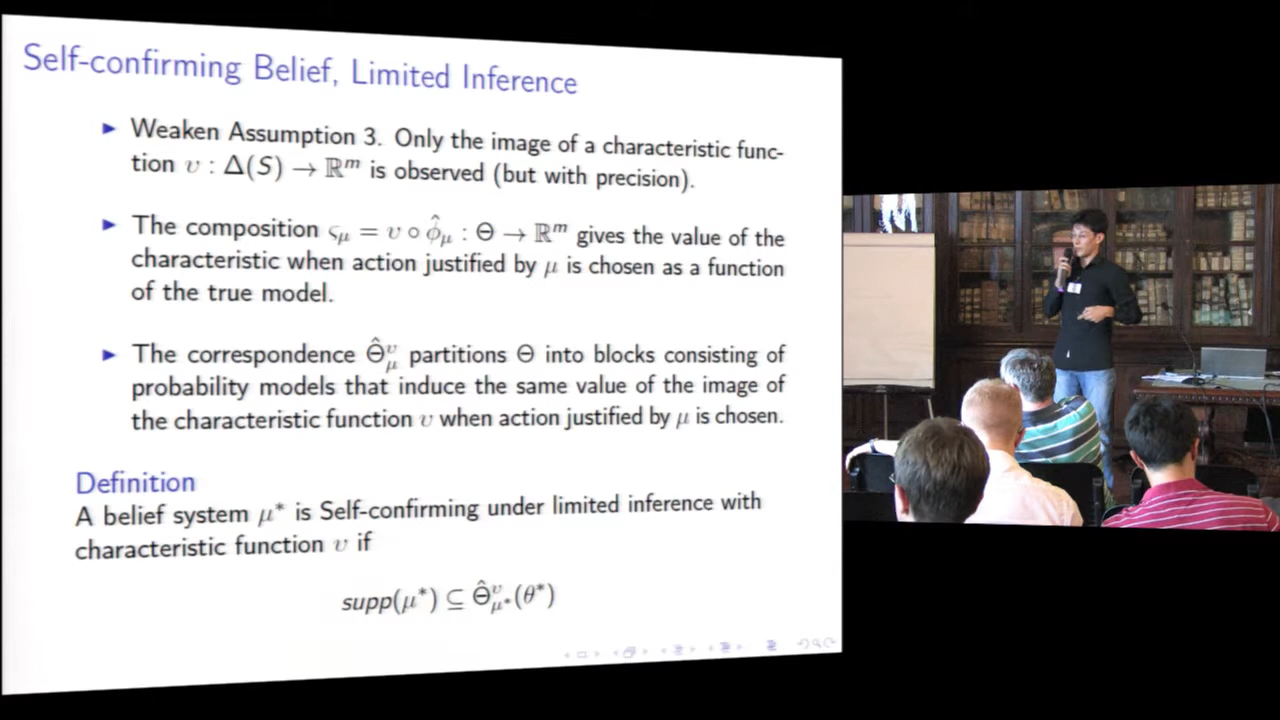 Self-confirming Belief, Limited Inference
▶ Weaken Assumption 3. Only the image of a characteristic func-
tion υ : Δ(S) → ℝᵐ is observed (but with precision).
▶ The composition ς_μ = υ ∘ φ̂_μ : Θ → ℝᵐ gives the value of the
characteristic when action justified by μ is chosen as a function
of the true model.
▶ The correspondence Θ̂^υ_μ partitions Θ into blocks consisting of
probability models that induce the same value of the image of
the characteristic function υ when action justified by μ is chosen.
Definition
A belief system μ* is Self-confirming under limited inference with
characteristic function υ if
supp(μ*) ⊆ Θ̂^υ_μ*(θ*)